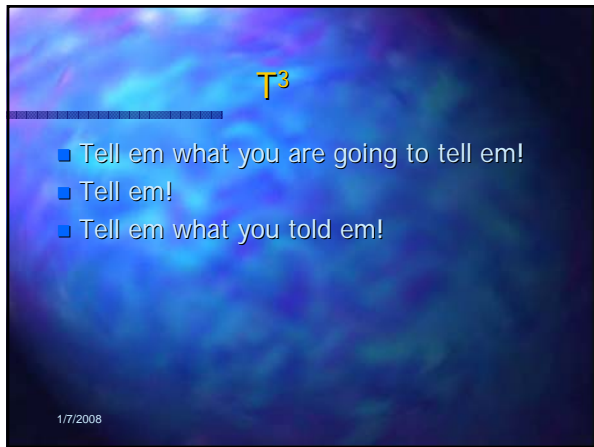 T³
Tell em what you are going to tell em!
Tell em!
Tell em what you told em!
1/7/2008